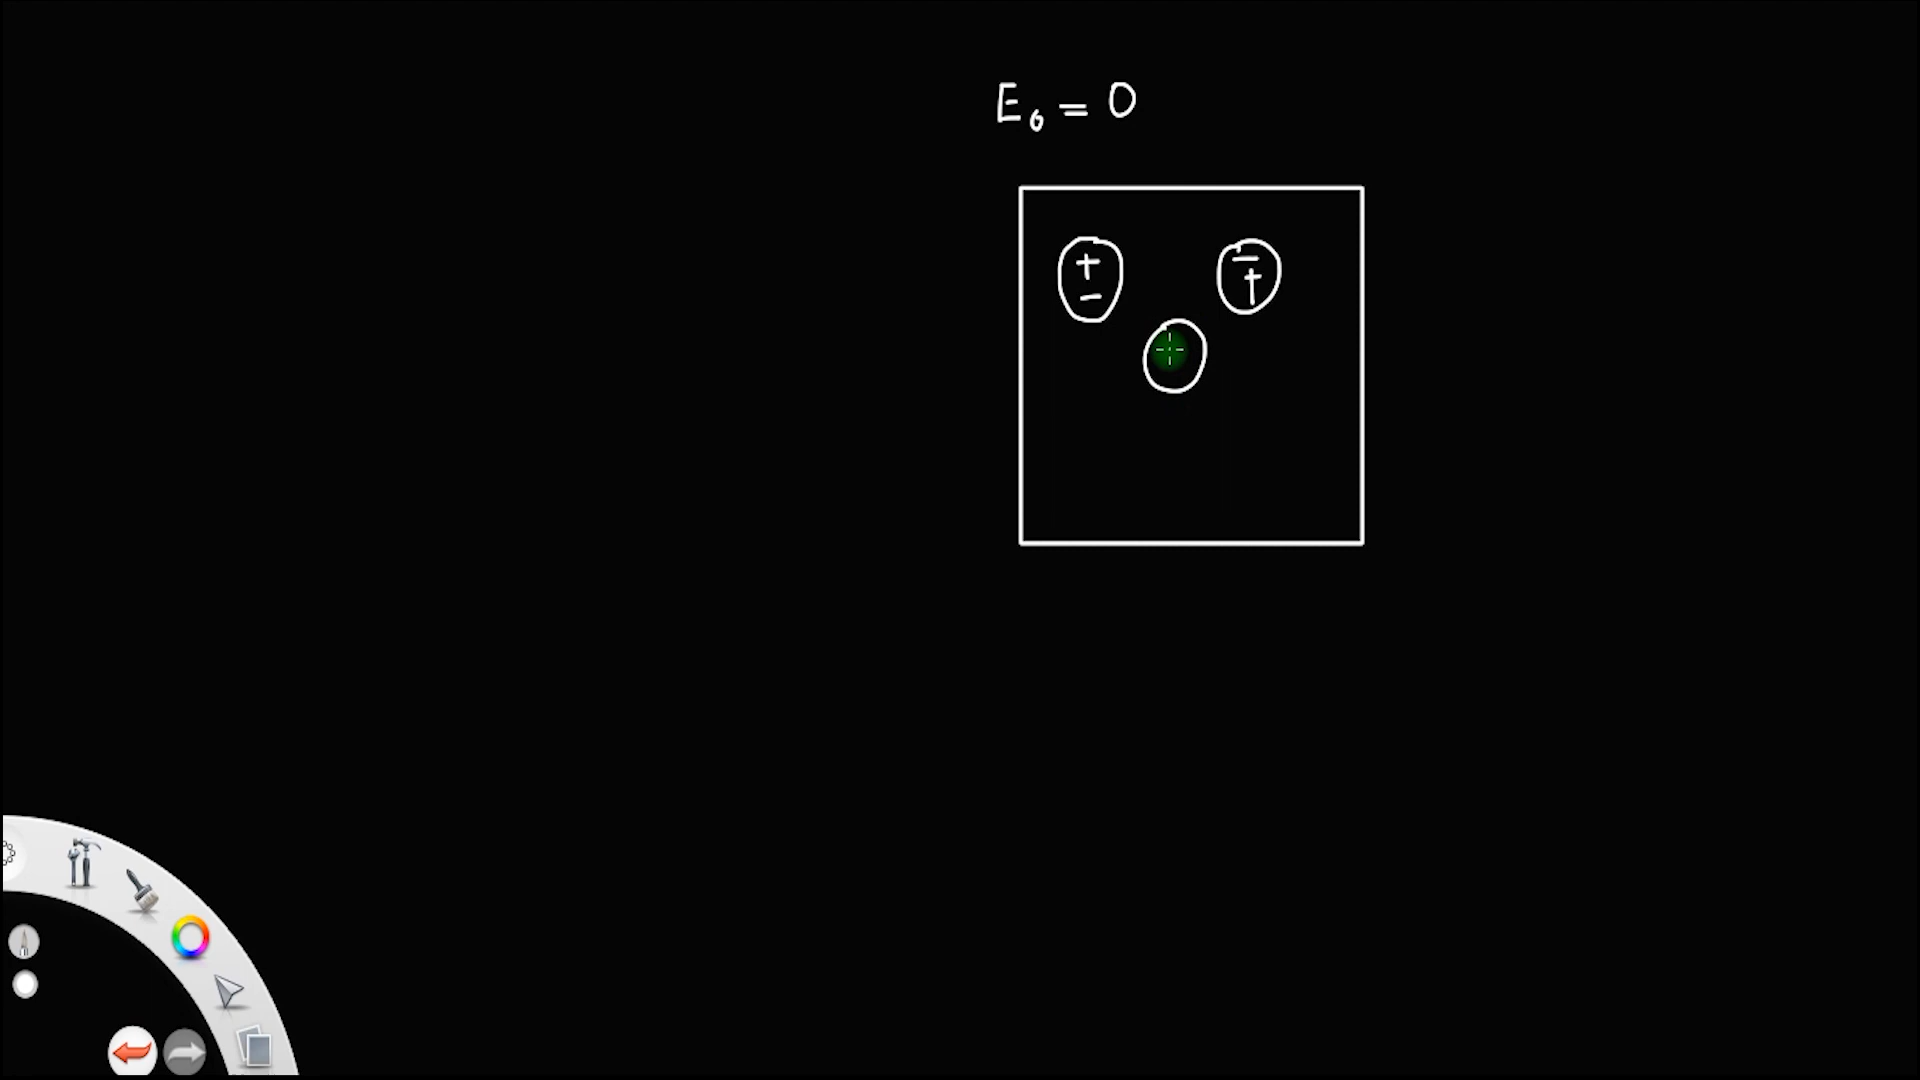 E₀ = 0
+ −
− +